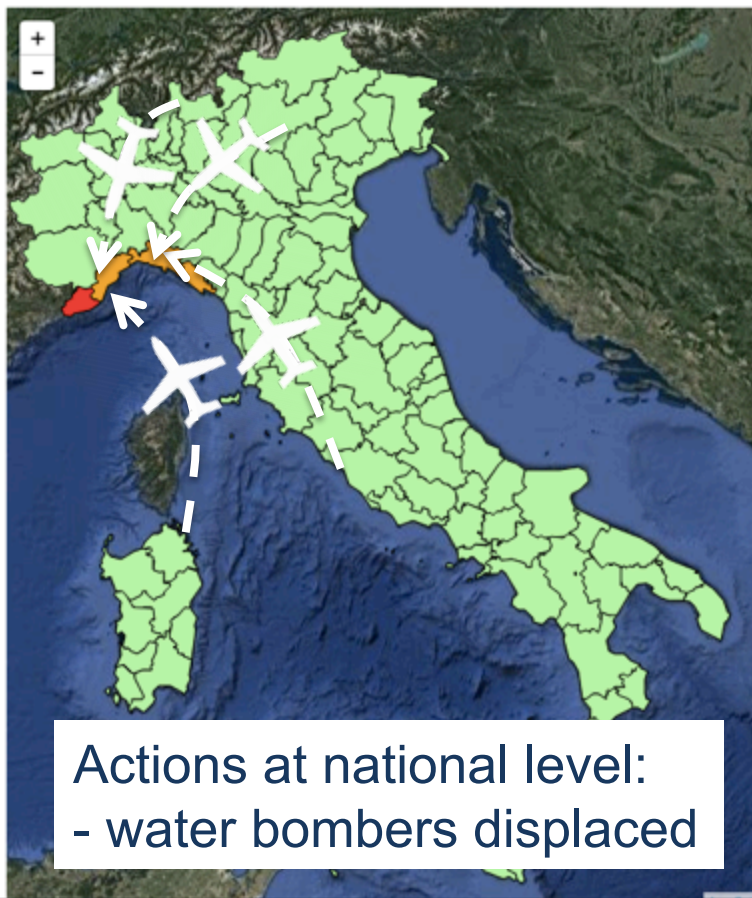 +
-
Actions at national level:
- water bombers displaced